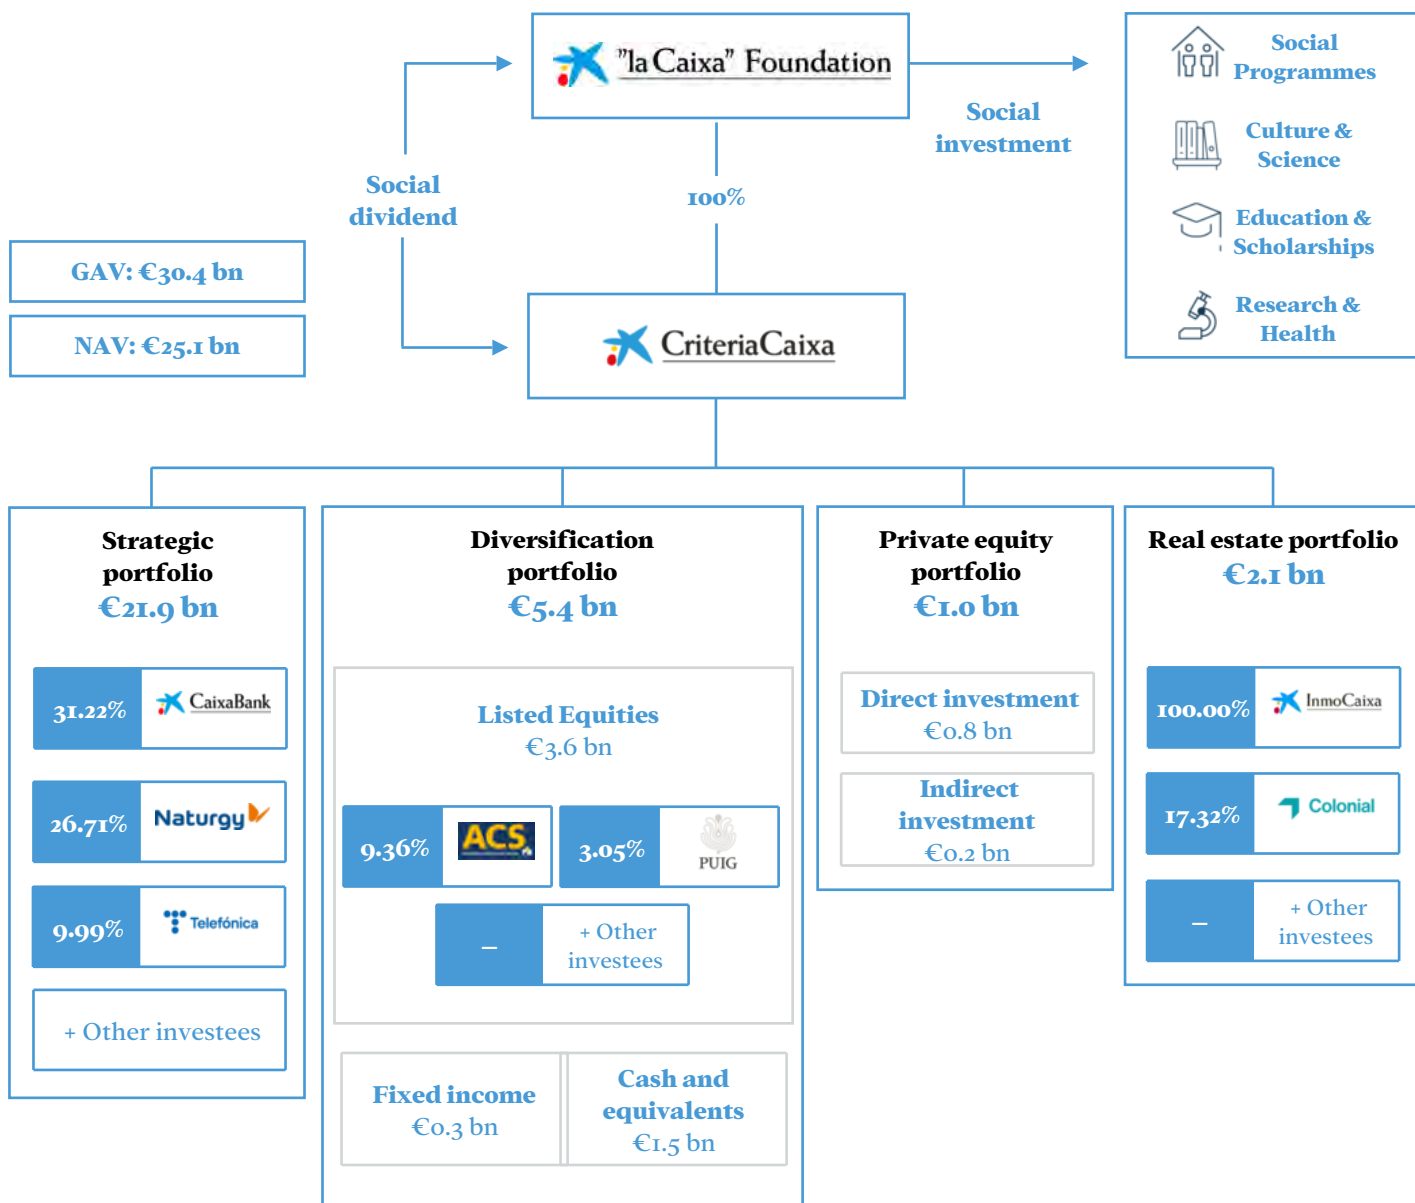 "la Caixa" Foundation
Social
investment
Social
Programmes
Culture &
Science
Education &
Scholarships
Research &
Health
Social
dividend
100%
GAV: €30.4 bn
NAV: €25.1 bn
CriteriaCaixa
Strategic
portfolio
€21.9 bn
31.22%
CaixaBank
26.71%
Naturgy
9.99%
Telefónica
+ Other investees
Diversification
portfolio
€5.4 bn
Listed Equities
€3.6 bn
9.36%
ACS
3.05%
PUIG
–
+ Other
investees
Fixed income
€0.3 bn
Cash and
equivalents
€1.5 bn
Private equity
portfolio
€1.0 bn
Direct investment
€0.8 bn
Indirect
investment
€0.2 bn
Real estate portfolio
€2.1 bn
100.00%
InmoCaixa
17.32%
Colonial
–
+ Other
investees